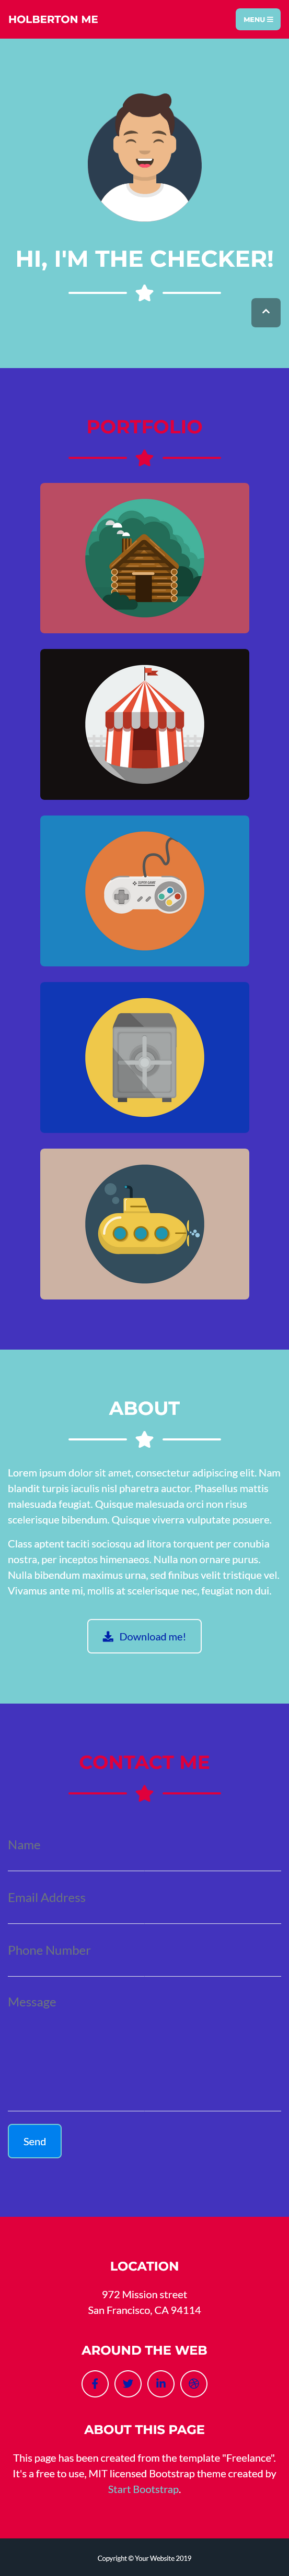 HOLBERTON ME
MENU
HI, I'M THE CHECKER!
PORTFOLIO
SUPER GAME
ABOUT
Lorem ipsum dolor sit amet, consectetur adipiscing elit. Nam
blandit turpis iaculis nisl pharetra auctor. Phasellus mattis
malesuada feugiat. Quisque malesuada orci non risus
scelerisque bibendum. Quisque viverra vulputate posuere.
Class aptent taciti sociosqu ad litora torquent per conubia
nostra, per inceptos himenaeos. Nulla non ornare purus.
Nulla bibendum maximus urna, sed finibus velit tristique vel.
Vivamus ante mi, mollis at scelerisque nec, feugiat non dui.
Download me!
CONTACT ME
Name
Email Address
Phone Number
Message
Send
LOCATION
972 Mission street
San Francisco, CA 94114
AROUND THE WEB
ABOUT THIS PAGE
This page has been created from the template "Freelance".
It's a free to use, MIT licensed Bootstrap theme created by
Start Bootstrap.
Copyright © Your Website 2019